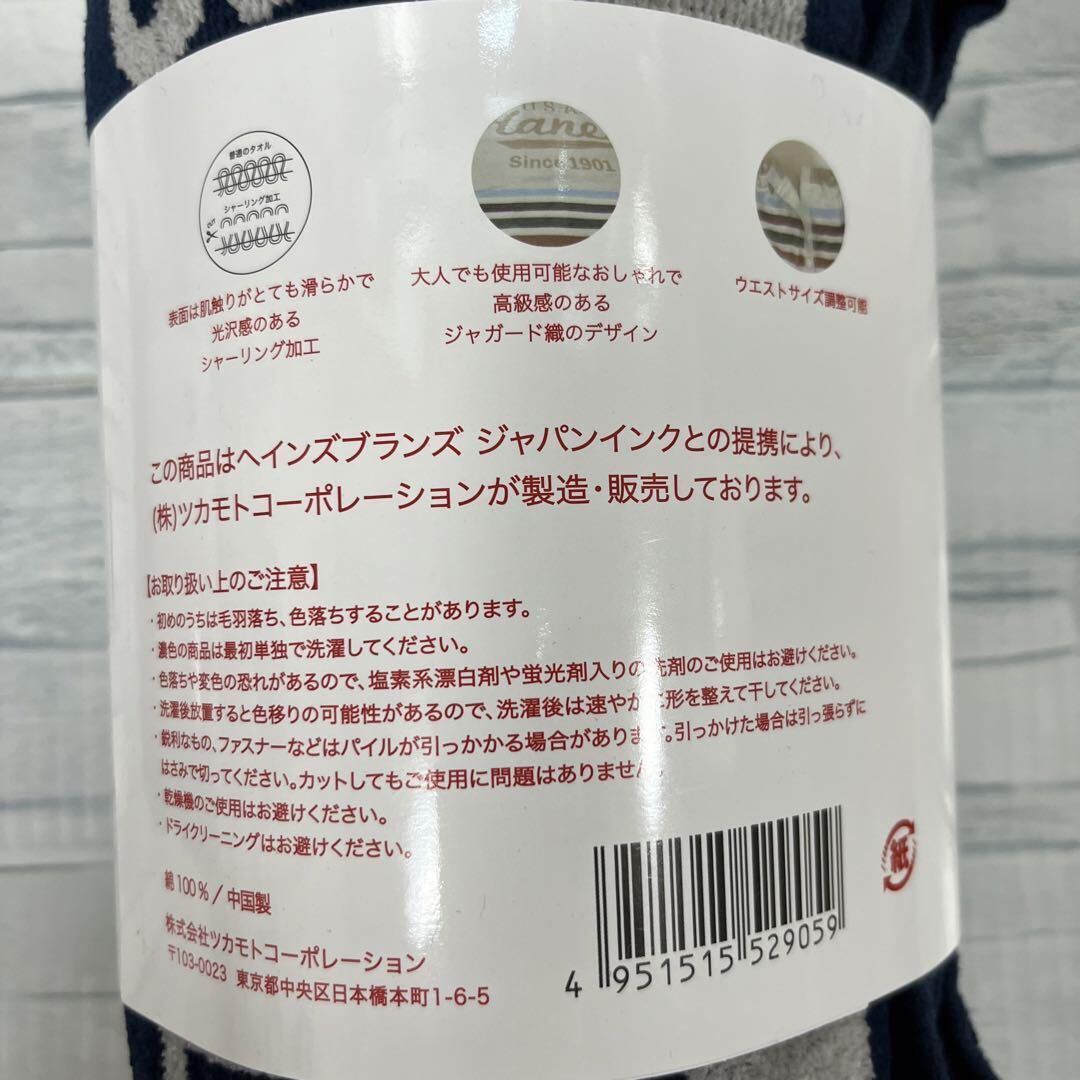 普通のタオル
シャーリング加工
CUT
表面は肌触りがとても滑らかで
光沢感のある
シャーリング加工
Hanes
Since 1901
大人でも使用可能なおしゃれで
高級感のある
ジャガード織のデザイン
ウエストサイズ調整可能
この商品はヘインズブランズ ジャパンインクとの提携により、
(株)ツカモトコーポレーションが製造・販売しております。
【お取り扱い上のご注意】
・初めのうちは毛羽落ち、色落ちすることがあります。
・濃色の商品は最初単独で洗濯してください。
・色落ちや変色の恐れがあるので、塩素系漂白剤や蛍光剤入りの洗剤のご使用はお避けください。
・洗濯後放置すると色移りの可能性があるので、洗濯後は速やかに形を整えて干してください。
・鋭利なもの、ファスナーなどはパイルが引っかかる場合があります。引っかけた場合は引っ張らずに
はさみで切ってください。カットしてもご使用に問題はありません。
・乾燥機のご使用はお避けください。
・ドライクリーニングはお避けください。
綿100%/中国製
株式会社ツカモトコーポレーション
〒103-0023 東京都中央区日本橋本町1-6-5
4 951515 529059
紙